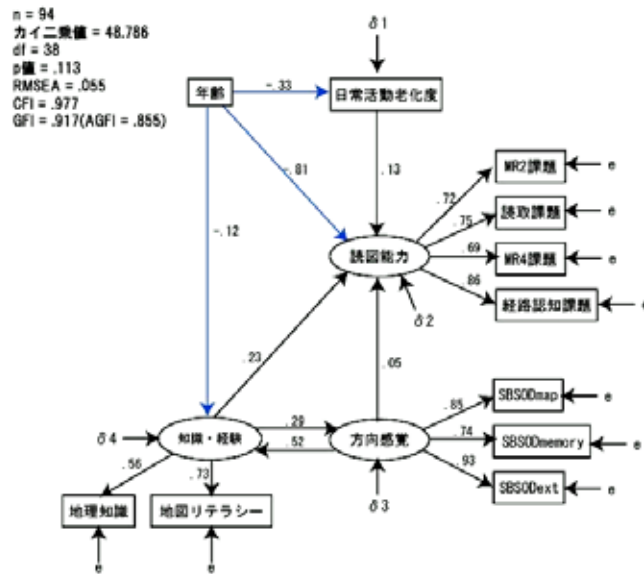 n = 94
カイ二乗値 = 48.786
df = 38
p値 = .113
RMSEA = .055
CFI = .977
GFI = .917(AGFI = .855)
δ1
年齢
-.33
日常活動老化度
-.81
.13
-.12
.72
MR2課題
e
.75
読取課題
e
読図能力
.69
MR4課題
e
.86
経路認知課題
δ2
.23
.05
.85
SBSODmap
e
δ4
知識・経験
.29
.52
方向感覚
.74
SBSODmemory
e
.93
SBSODext
e
.56
.73
δ3
地理知識
地図リテラシー
e
e